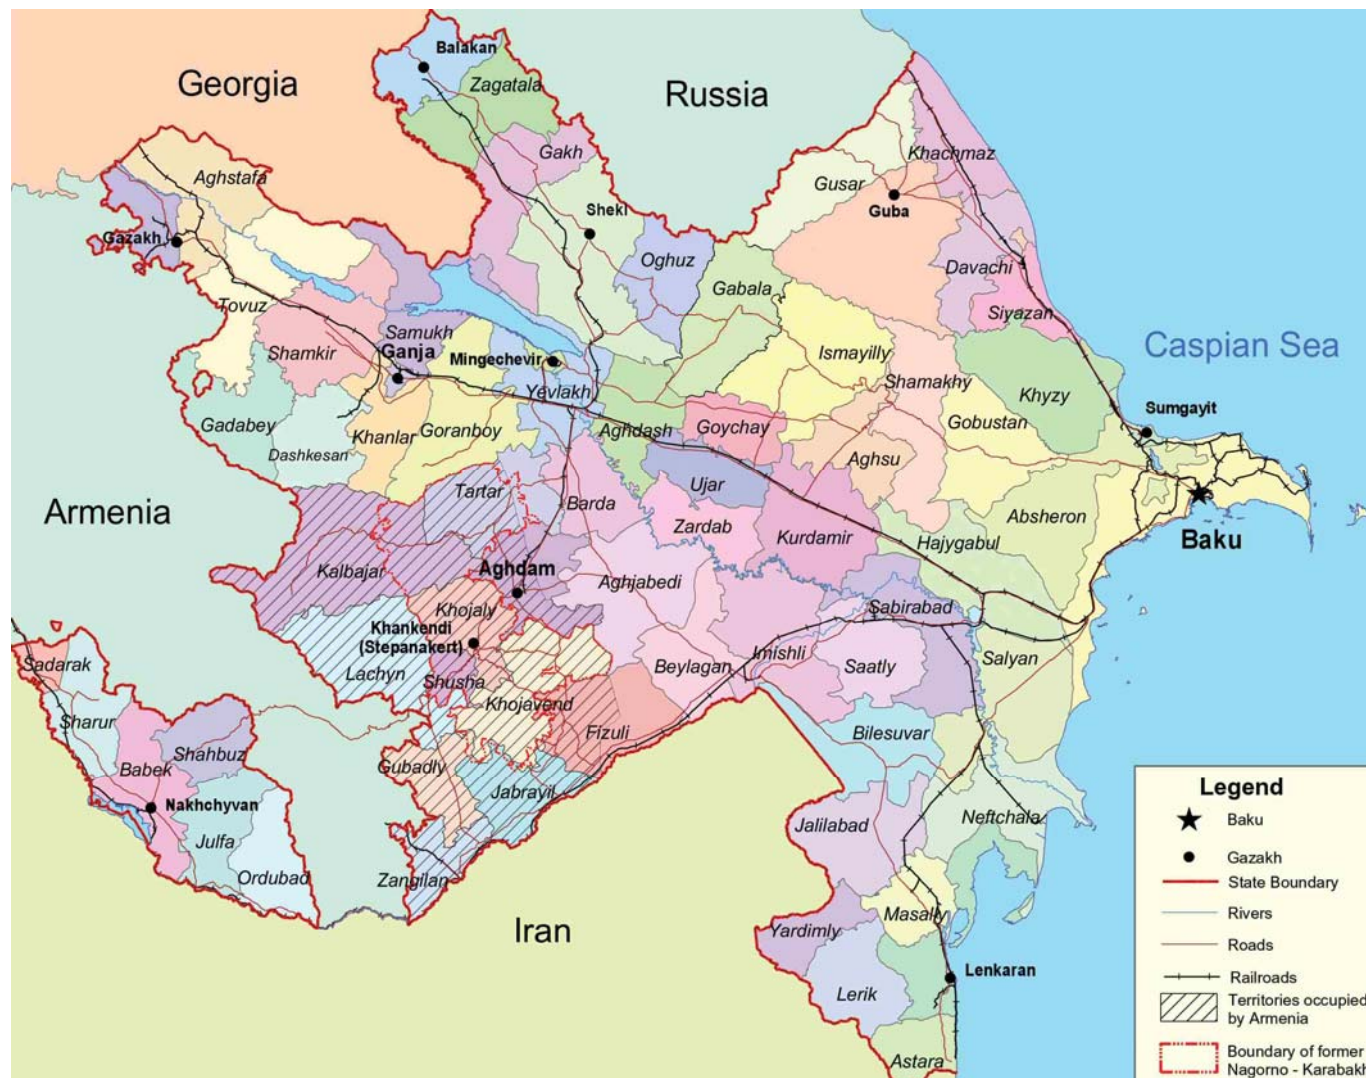 Balakan
Georgia
Zagatala
Russia
Gakh
Khachmaz
Aghstafa
Gusar
Sheki
Guba
Gazakh
Oghuz
Davachi
Gabala
Tovuz
Siyazan
Samukh
Caspian Sea
Shamkir
Ganja
Mingechevir
Ismayilly
Yevlakh
Shamakhy
Khyzy
Sumgayit
Gadabey
Khanlar
Goranboy
Aghdash
Goychay
Gobustan
Dashkesan
Aghsu
Tartar
Ujar
Armenia
Barda
Absheron
Zardab
Kurdamir
Hajygabul
Baku
Kalbajar
Aghdam
Aghjabedi
Khojaly
Sabirabad
Khankendi
(Stepanakert)
Sadarak
Lachyn
Beylagan
Imishli
Saatly
Salyan
Shusha
Khojavend
Sharur
Shahbuz
Fizuli
Bilesuvar
Babek
Gubadly
Jabrayil
Nakhchyvan
Julfa
Jalilabad
Neftchala
Ordubad
Zangilan
Iran
Masally
Yardimly
Lenkaran
Lerik
Astara
Legend
Baku
Gazakh
State Boundary
Rivers
Roads
Railroads
Territories occupied
by Armenia
Boundary of former
Nagorno - Karabakh